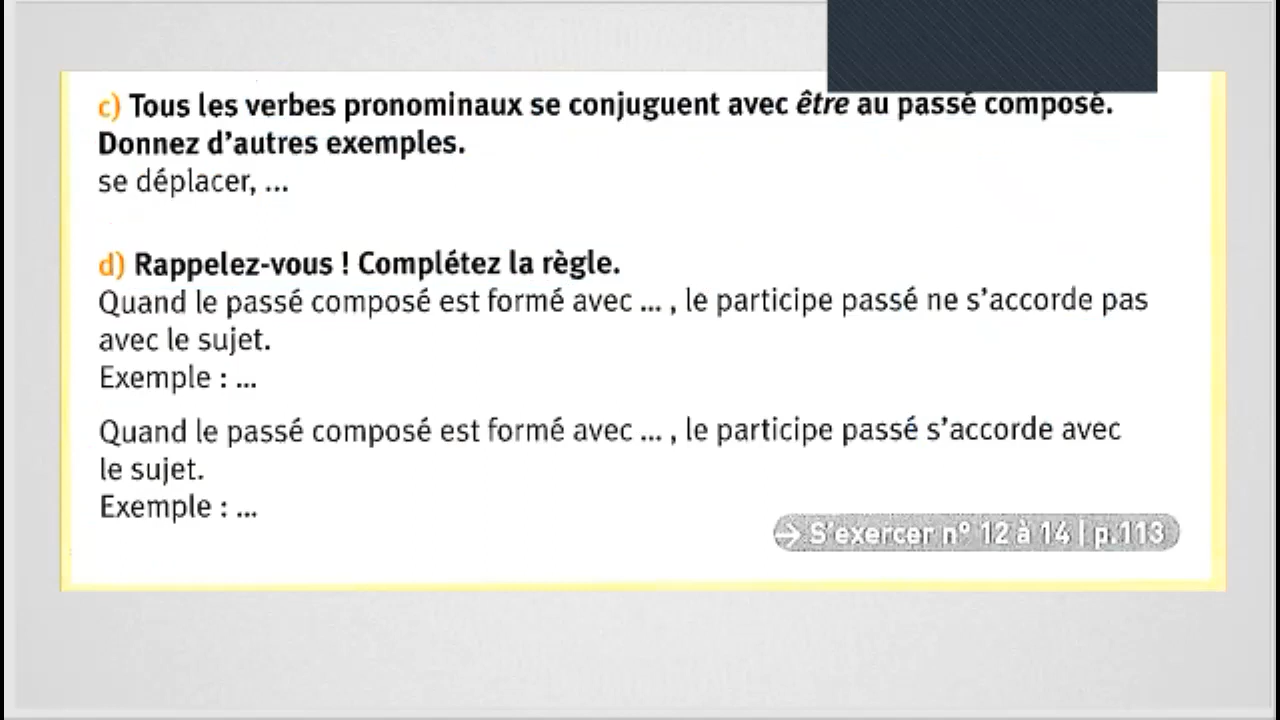 c) Tous les verbes pronominaux se conjuguent avec être au passé composé.
Donnez d'autres exemples.
se déplacer, ...
d) Rappelez-vous ! Complétez la règle.
Quand le passé composé est formé avec ... , le participe passé ne s'accorde pas
avec le sujet.
Exemple : ...
Quand le passé composé est formé avec ... , le participe passé s'accorde avec
le sujet.
Exemple : ...
→ S'exercer n° 12 à 14 | p.113